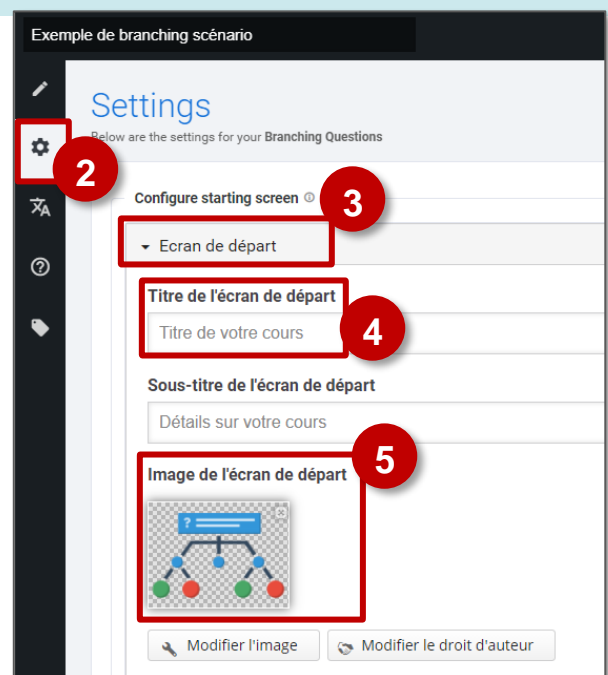 Exemple de branching scénario
Settings
Below are the settings for your Branching Questions
2
Configure starting screen
3
Ecran de départ
Titre de l'écran de départ
Titre de votre cours
4
Sous-titre de l'écran de départ
Détails sur votre cours
Image de l'écran de départ
5
?
Modifier l'image Modifier le droit d'auteur